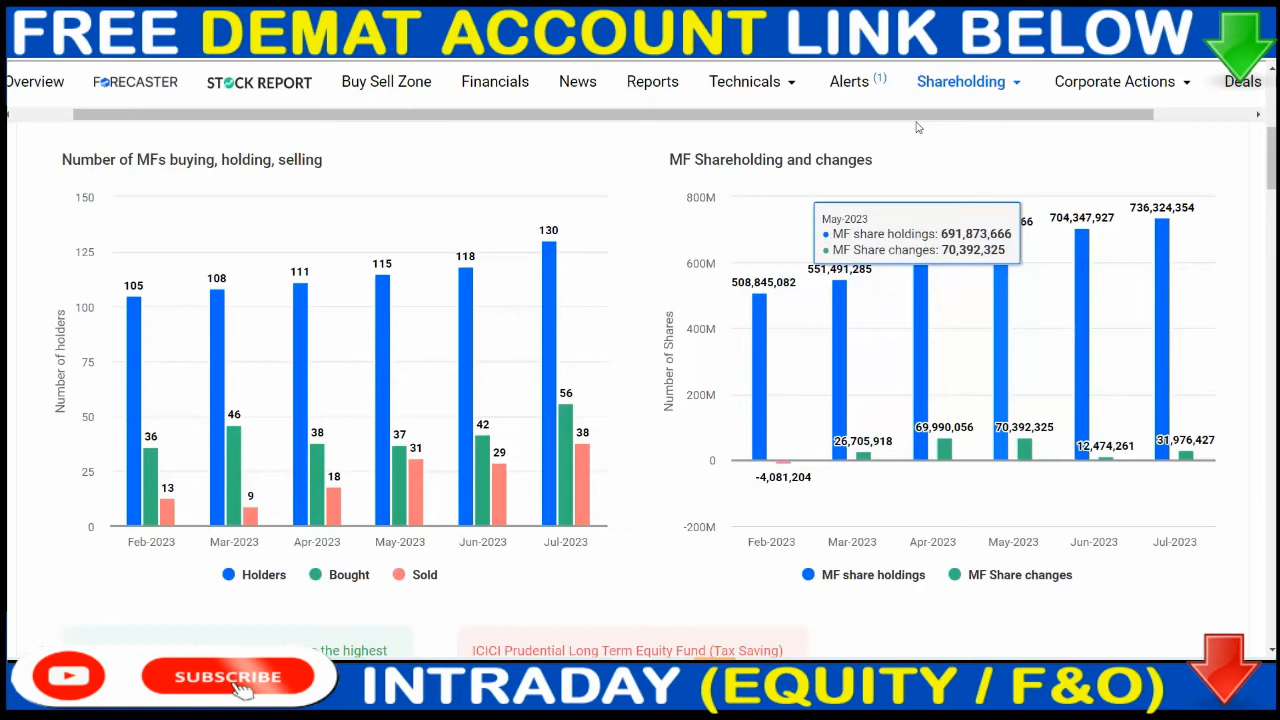 FREE DEMAT ACCOUNT LINK BELOW
Overview FORECASTER STOCK REPORT Buy Sell Zone Financials News Reports Technicals Alerts (1) Shareholding Corporate Actions Deals
Number of MFs buying, holding, selling
Number of holders
150
125
100
75
50
25
0
105
36
13
108
46
9
111
38
18
115
37
31
118
42
29
130
56
38
Feb-2023 Mar-2023 Apr-2023 May-2023 Jun-2023 Jul-2023
Holders Bought Sold
MF Shareholding and changes
Number of Shares
800M
600M
400M
200M
0
-200M
May-2023
MF share holdings: 691,873,666
MF Share changes: 70,392,325
66
508,845,082
551,491,285
704,347,927
736,324,354
-4,081,204
26,705,918
69,990,056
70,392,325
12,474,261
31,976,427
Feb-2023 Mar-2023 Apr-2023 May-2023 Jun-2023 Jul-2023
MF share holdings MF Share changes
the highest
ICICI Prudential Long Term Equity Fund (Tax Saving)
SUBSCRIBE
INTRADAY (EQUITY / F&O)